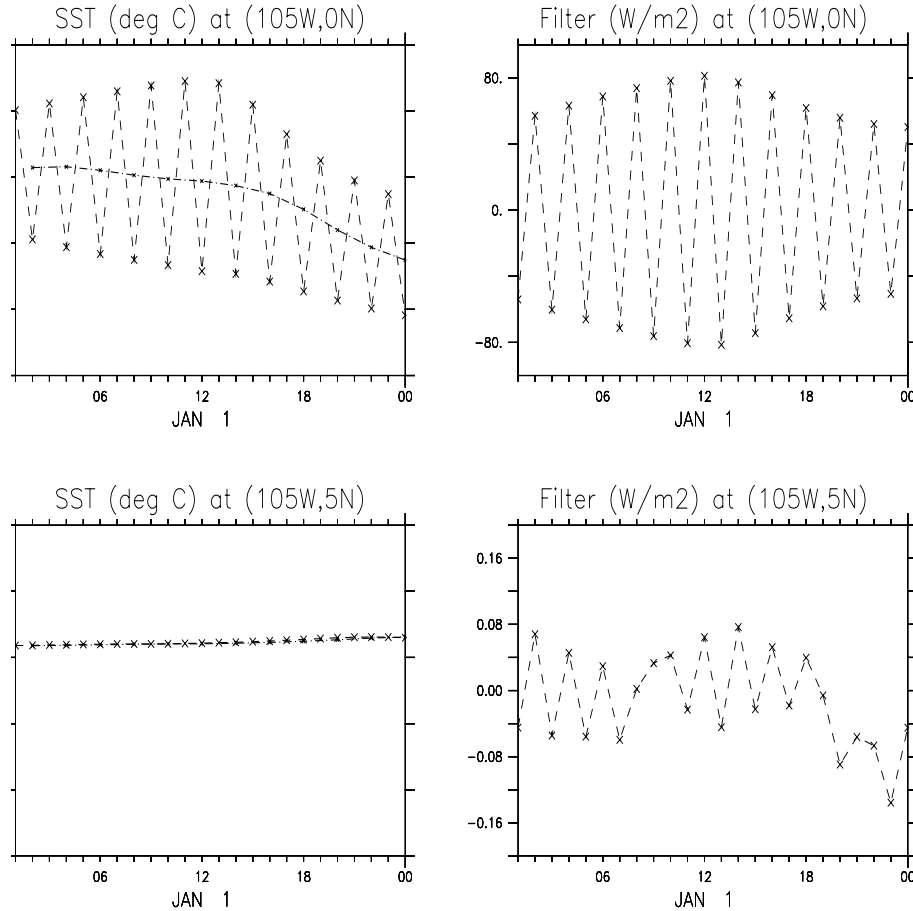 SST (deg C) at (105W,0N)
06 12 18 00
JAN 1
Filter (W/m2) at (105W,0N)
80.
0.
-80.
06 12 18 00
JAN 1
SST (deg C) at (105W,5N)
06 12 18 00
JAN 1
Filter (W/m2) at (105W,5N)
0.16
0.08
0.00
-0.08
-0.16
06 12 18 00
JAN 1